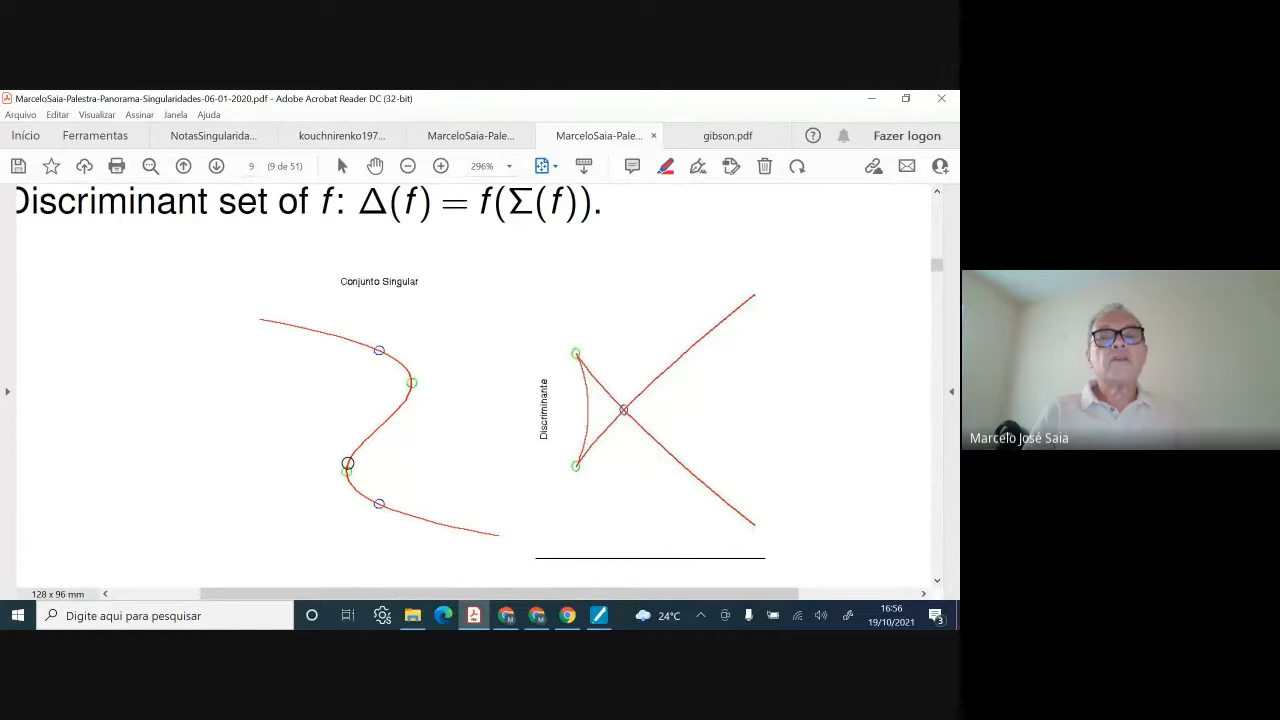 MarceloSaia-Palestra-Panorama-Singularidades-06-01-2020.pdf - Adobe Acrobat Reader DC (32-bit)
Arquivo Editar Visualizar Assinar Janela Ajuda
Início Ferramentas NotasSingularida... kouchnirenko197... MarceloSaia-Pale... MarceloSaia-Pale... × gibson.pdf Fazer logon
9 (9 de 51) 296%
Discriminant set of f: Δ(f) = f(Σ(f)).
Conjunto Singular
Discriminante
Marcelo José Saia
128 x 96 mm
Digite aqui para pesquisar
24°C
16:56
19/10/2021
3